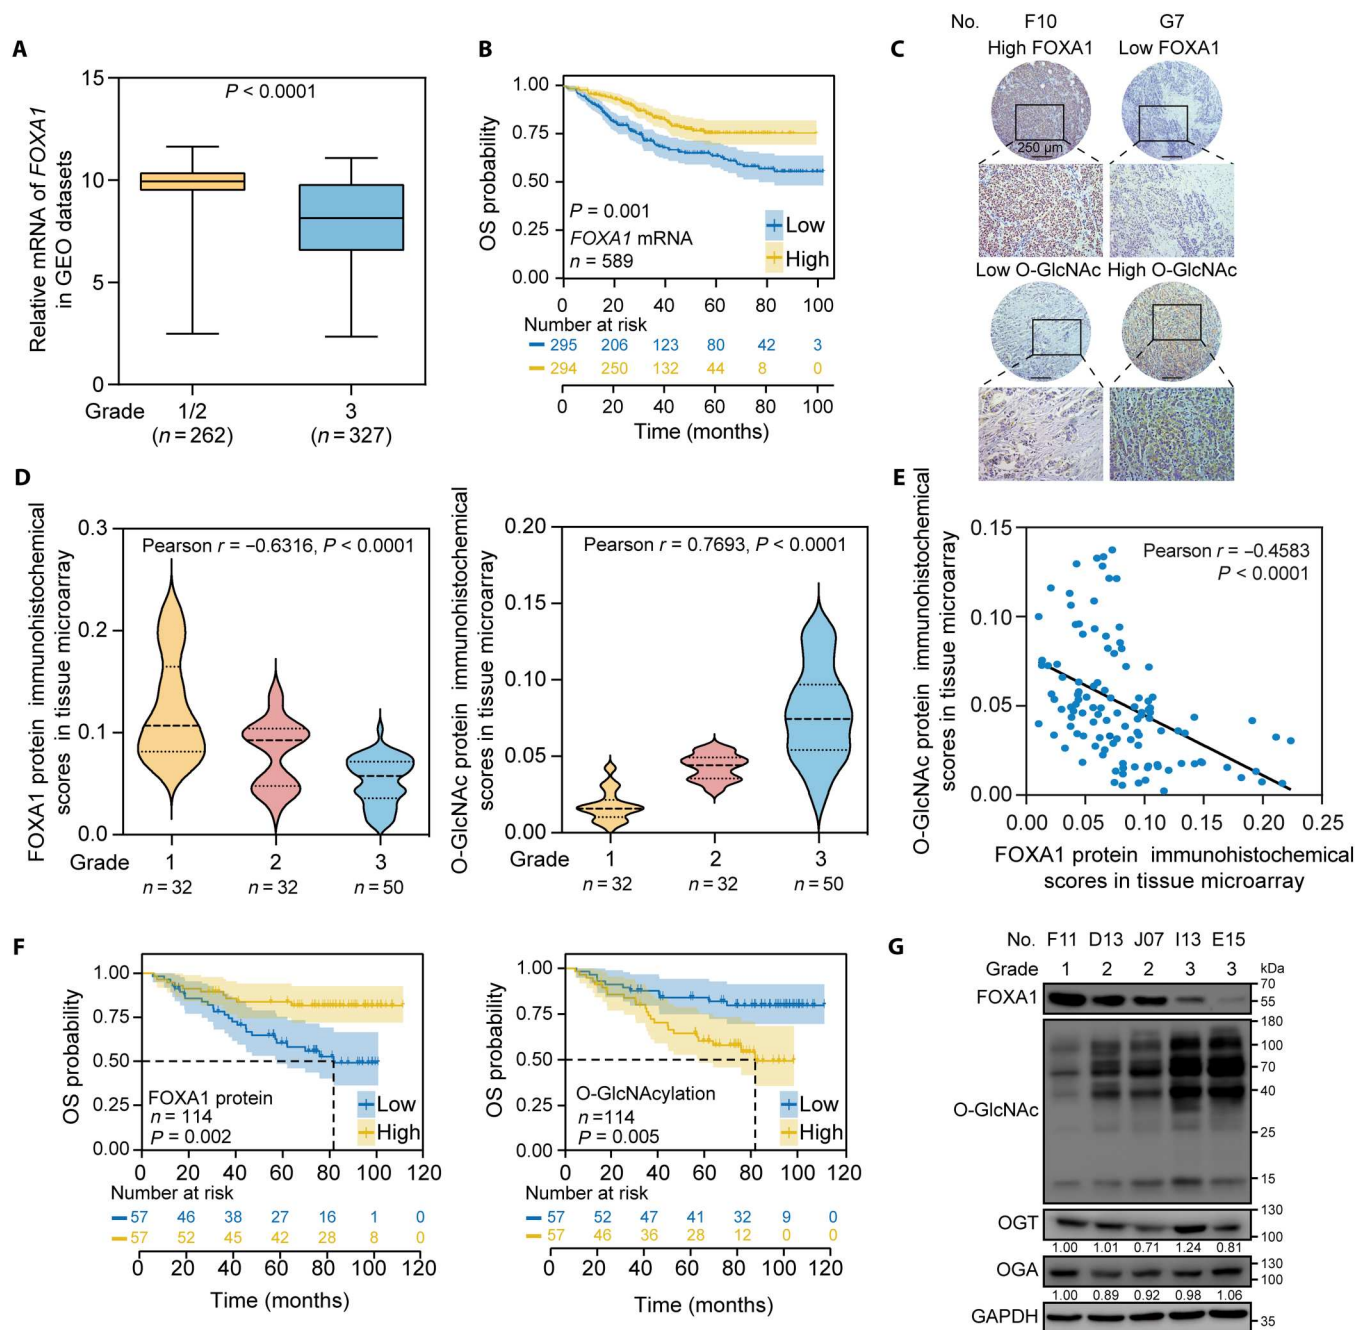 A
Relative mRNA of FOXA1
in GEO datasets
15
10
5
0
P < 0.0001
Grade
1/2
3
(n = 262)
(n = 327)
B
OS probability
1.00
0.75
0.50
0.25
0.00
P = 0.001
FOXA1 mRNA
n = 589
Low
High
0 20 40 60 80 100
Number at risk
295 206 123 80 42 3
294 250 132 44 8 0
0 20 40 60 80 100
Time (months)
C
No. F10 G7
High FOXA1 Low FOXA1
250 µm
Low O-GlcNAc High O-GlcNAc
D
FOXA1 protein immunohistochemical
scores in tissue microarray
0.3
0.2
0.1
0.0
Pearson r = −0.6316, P < 0.0001
Grade 1 2 3
n = 32 n = 32 n = 50
O-GlcNAc protein immunohistochemical
scores in tissue microarray
0.20
0.15
0.10
0.05
0.00
Pearson r = 0.7693, P < 0.0001
Grade 1 2 3
n = 32 n = 32 n = 50
E
O-GlcNAc protein immunohistochemical
scores in tissue microarray
0.15
0.10
0.05
0.00
Pearson r = −0.4583
P < 0.0001
0.00 0.05 0.10 0.15 0.20 0.25
FOXA1 protein immunohistochemical
scores in tissue microarray
F
OS probability
1.00
0.75
0.50
0.25
0.00
FOXA1 protein
n = 114
P = 0.002
Low
High
0 20 40 60 80 100 120
Number at risk
57 46 38 27 16 1 0
57 52 45 42 28 8 0
0 20 40 60 80 100 120
Time (months)
OS probability
1.00
0.75
0.50
0.25
0.00
O-GlcNAcylation
n =114
P = 0.005
Low
High
0 20 40 60 80 100 120
Number at risk
57 52 47 41 32 9 0
57 46 36 28 12 0 0
0 20 40 60 80 100 120
Time (months)
G
No. F11 D13 J07 I13 E15
Grade 1 2 2 3 3 kDa
FOXA1
70
55
O-GlcNAc
180
100
70
40
25
15
OGT
130
100
1.00 1.01 0.71 1.24 0.81
OGA
130
100
1.00 0.89 0.92 0.98 1.06
GAPDH
35